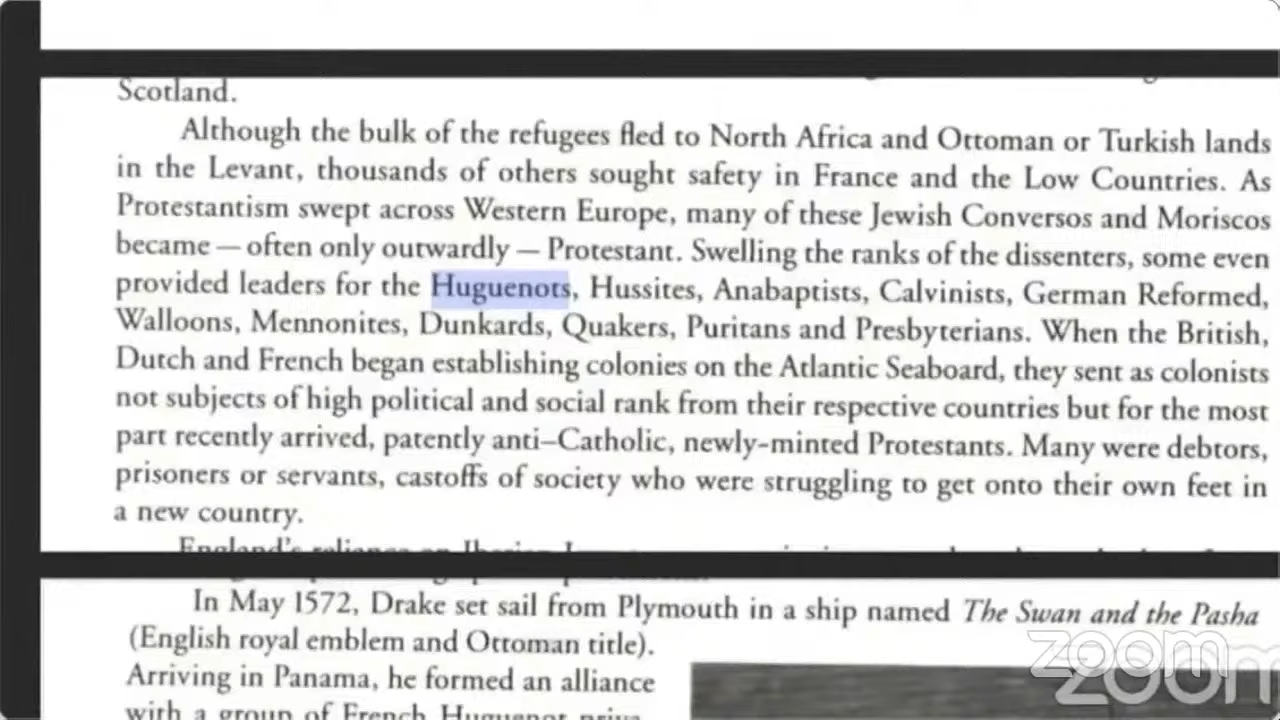 Scotland.
Although the bulk of the refugees fled to North Africa and Ottoman or Turkish lands
in the Levant, thousands of others sought safety in France and the Low Countries. As
Protestantism swept across Western Europe, many of these Jewish Conversos and Moriscos
became — often only outwardly — Protestant. Swelling the ranks of the dissenters, some even
provided leaders for the Huguenots, Hussites, Anabaptists, Calvinists, German Reformed,
Walloons, Mennonites, Dunkards, Quakers, Puritans and Presbyterians. When the British,
Dutch and French began establishing colonies on the Atlantic Seaboard, they sent as colonists
not subjects of high political and social rank from their respective countries but for the most
part recently arrived, patently anti–Catholic, newly-minted Protestants. Many were debtors,
prisoners or servants, castoffs of society who were struggling to get onto their own feet in
a new country.
England's reliance on Iberian
In May 1572, Drake set sail from Plymouth in a ship named The Swan and the Pasha
(English royal emblem and Ottoman title).
Arriving in Panama, he formed an alliance
with a group of French Huguenot
zoom
zoom